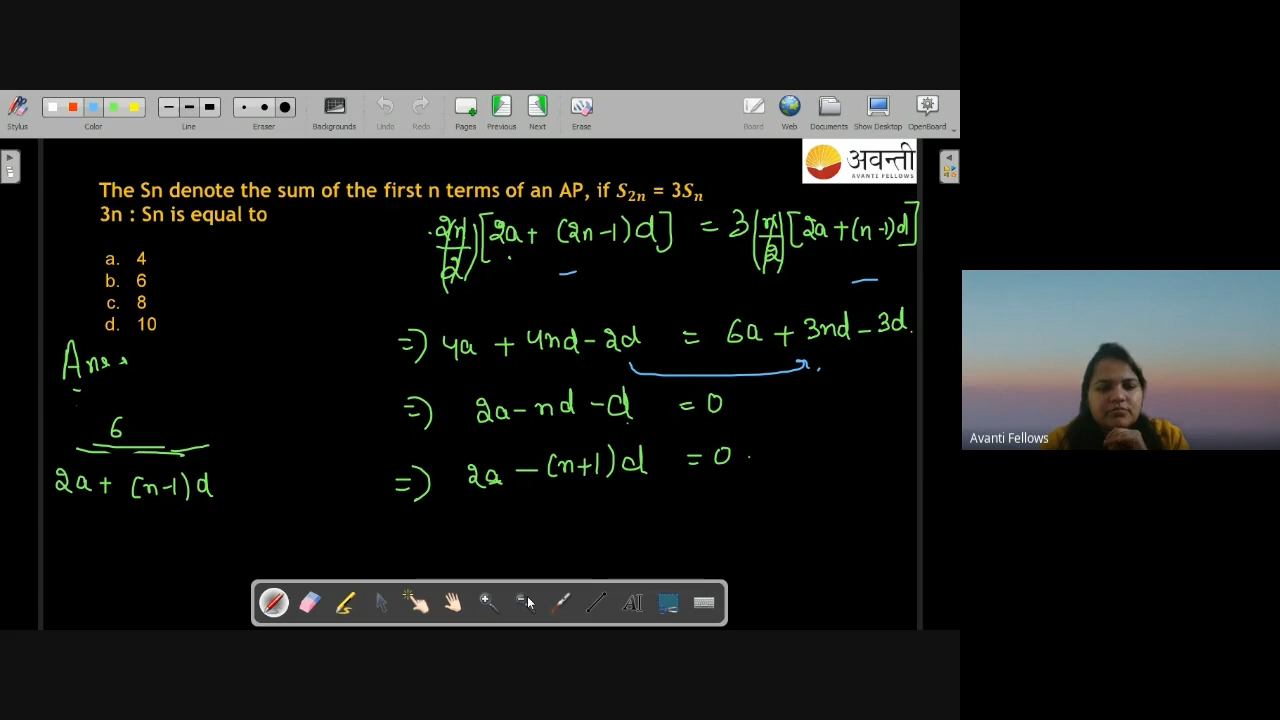 Stylus
Color
Line
Eraser
Backgrounds
Undo
Redo
Pages
Previous
Next
Erase
Board
Web
Documents
Show Desktop
OpenBoard
अवन्ती
AVANTI FELLOWS
The Sn denote the sum of the first n terms of an AP, if S₂ₙ = 3Sₙ
3n : Sn is equal to
a. 4
b. 6
c. 8
d. 10
(2n/2)[2a + (2n-1)d] = 3(n/2)[2a + (n-1)d]
=) 4a + 4nd - 2d = 6a + 3nd - 3d.
=) 2a - nd - d = 0
=) 2a - (n+1)d = 0.
Ans:
6
2a + (n-1)d
AI
Avanti Fellows